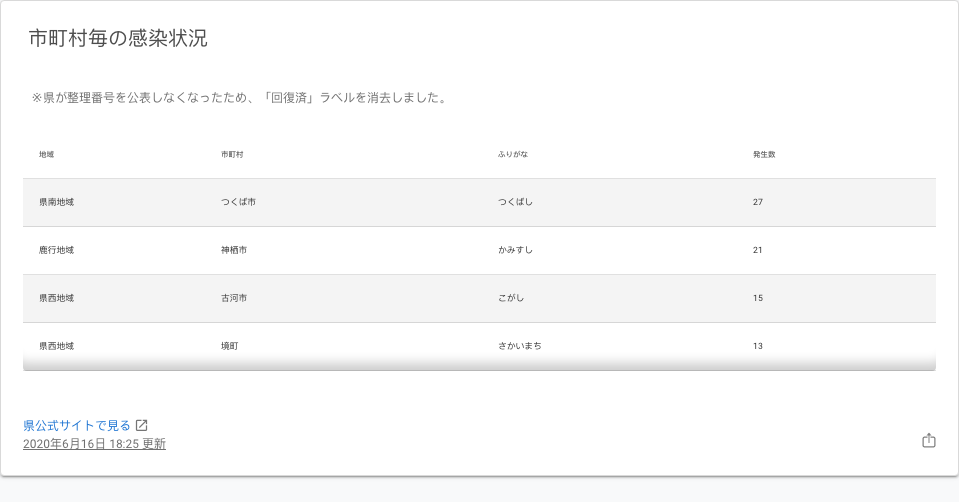 市町村毎の感染状況
※県が整理番号を公表しなくなったため、「回復済」ラベルを消去しました。
地域 市町村 ふりがな 発生数
県南地域 つくば市 つくばし 27
鹿行地域 神栖市 かみすし 21
県西地域 古河市 こがし 15
県西地域 境町 さかいまち 13
県公式サイトで見る
2020年6月16日 18:25 更新